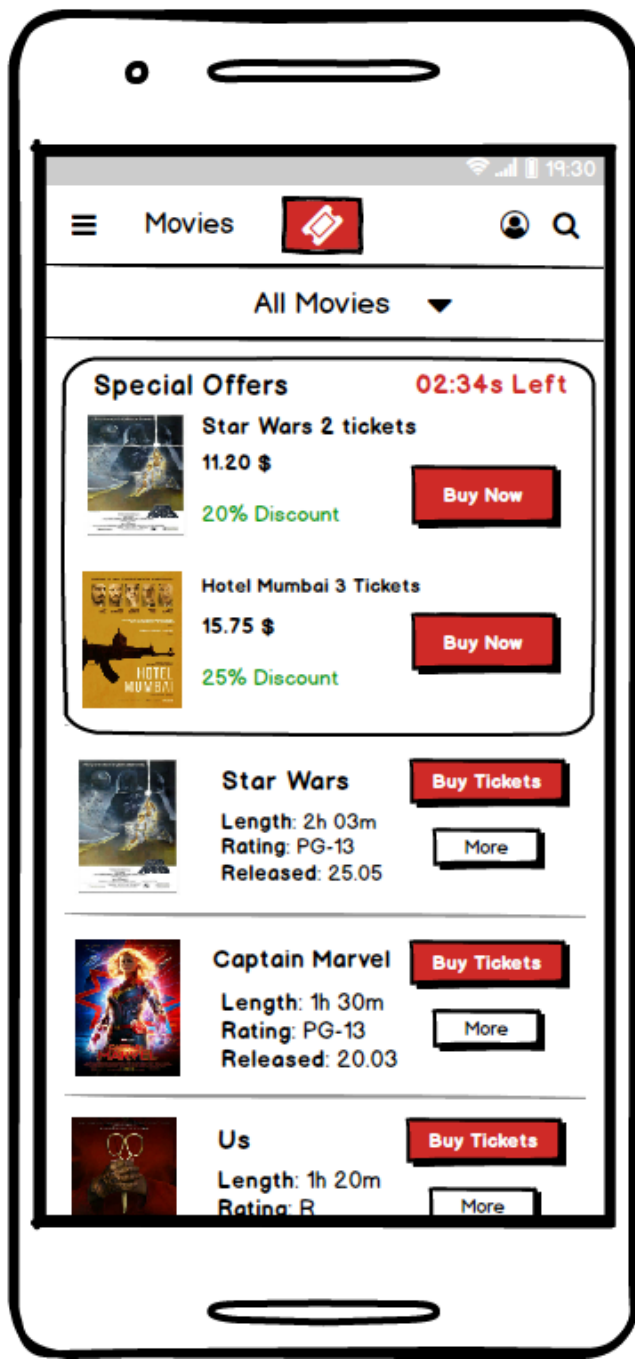 19:30
Movies
All Movies
Special Offers 02:34s Left
Star Wars 2 tickets
11.20 $
Buy Now
20% Discount
Hotel Mumbai 3 Tickets
15.75 $
Buy Now
HOTEL
MUMBAI
25% Discount
Star Wars Buy Tickets
Length: 2h 03m
Rating: PG-13 More
Released: 25.05
Captain Marvel Buy Tickets
Length: 1h 30m
Rating: PG-13 More
Released: 20.03
MARVEL
Us Buy Tickets
Length: 1h 20m
Rating: R More